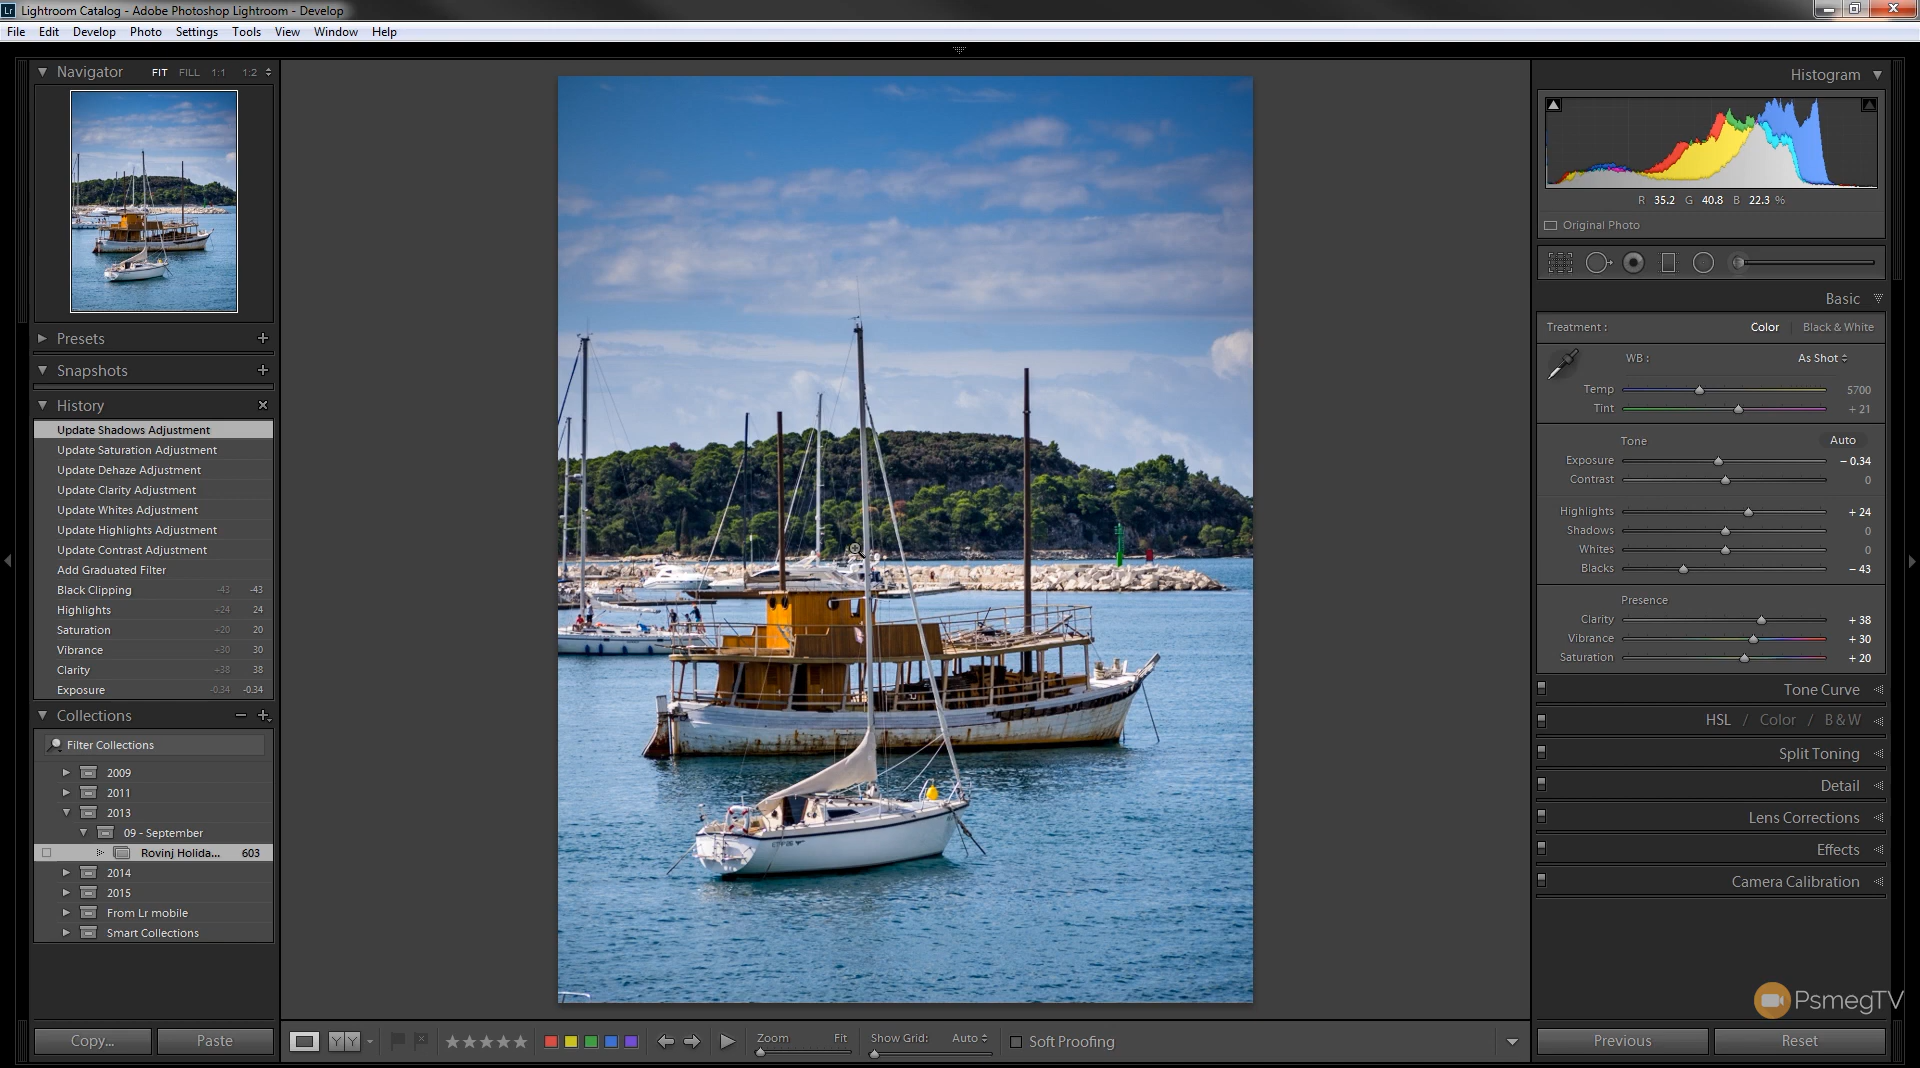 Lightroom Catalog - Adobe Photoshop Lightroom - Develop
File Edit Develop Photo Settings Tools View Window Help
Navigator FIT FILL 1:1 1:2
Presets
Snapshots
History
Update Shadows Adjustment
Update Saturation Adjustment
Update Dehaze Adjustment
Update Clarity Adjustment
Update Whites Adjustment
Update Highlights Adjustment
Update Contrast Adjustment
Add Graduated Filter
Black Clipping -43 -43
Highlights +24 24
Saturation +20 20
Vibrance +30 30
Clarity +38 38
Exposure -0.34 -0.34
Collections
Filter Collections
2009
2011
2013
09 - September
Rovinj Holida... 603
2014
2015
From Lr mobile
Smart Collections
Copy... Paste
Zoom Fit Show Grid: Auto Soft Proofing
Histogram
R 35.2 G 40.8 B 22.3 %
Original Photo
Basic
Treatment : Color Black & White
WB : As Shot
Temp 5700
Tint + 21
Tone Auto
Exposure − 0.34
Contrast 0
Highlights + 24
Shadows 0
Whites 0
Blacks − 43
Presence
Clarity + 38
Vibrance + 30
Saturation + 20
Tone Curve
HSL / Color / B & W
Split Toning
Detail
Lens Corrections
Effects
Camera Calibration
PsmegTV
Previous Reset